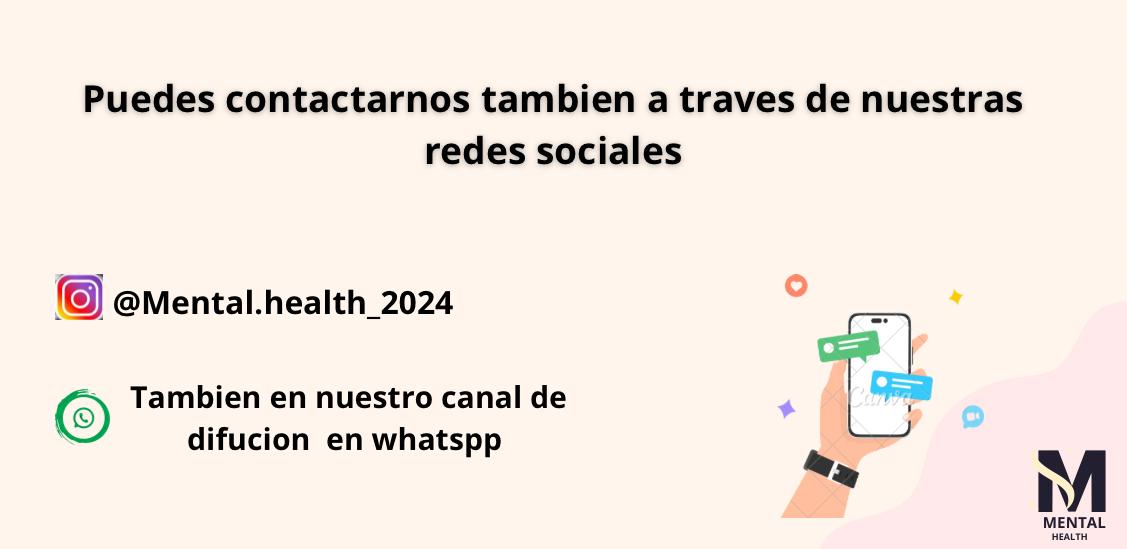 Puedes contactarnos tambien a traves de nuestras
redes sociales
@Mental.health_2024
Tambien en nuestro canal de
difucion en whatspp
Canva
M
MENTAL
HEALTH